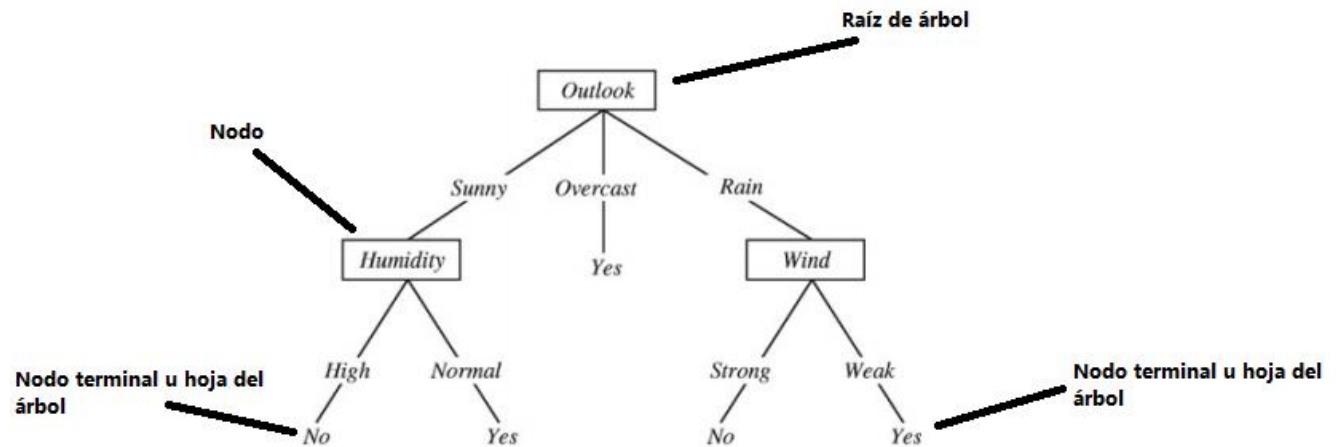 Raíz de árbol
Outlook
Nodo
Sunny
Overcast
Rain
Humidity
Yes
Wind
High
Normal
Strong
Weak
Nodo terminal u hoja del
árbol
Nodo terminal u hoja del
árbol
No
Yes
No
Yes